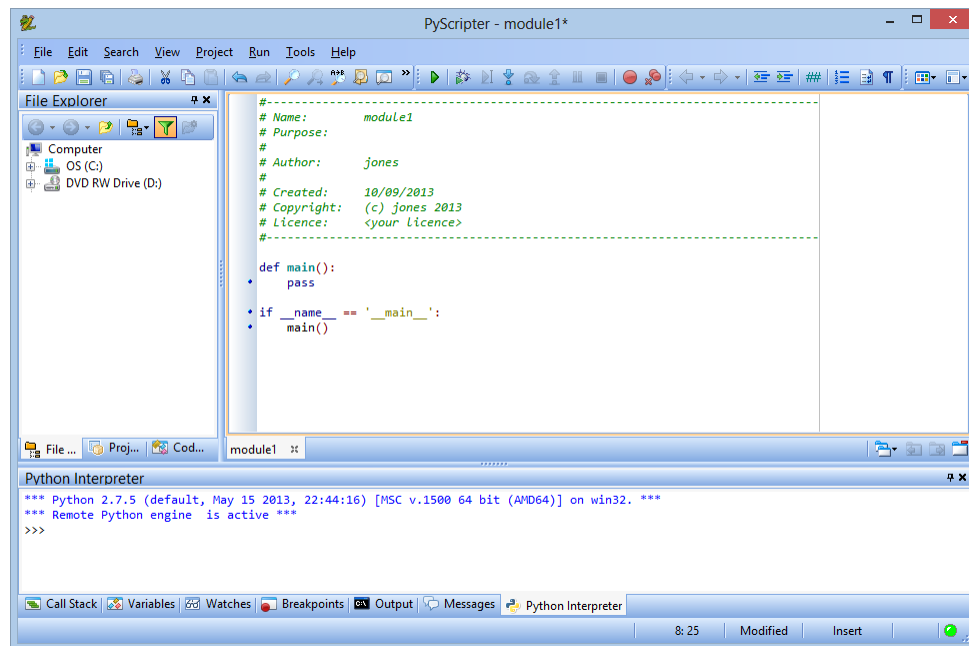 PyScripter - module1*
File Edit Search View Project Run Tools Help
File Explorer
Computer
OS (C:)
DVD RW Drive (D:)
File ... Proj... Cod...
#-------------------------------------------------------------------------------
# Name:        module1
# Purpose:
#
# Author:      jones
#
# Created:     10/09/2013
# Copyright:   (c) jones 2013
# Licence:     <your licence>
#-------------------------------------------------------------------------------
def main():
    pass
if __name__ == '__main__':
    main()
module1
Python Interpreter
*** Python 2.7.5 (default, May 15 2013, 22:44:16) [MSC v.1500 64 bit (AMD64)] on win32. ***
*** Remote Python engine  is active ***
>>>
Call Stack Variables Watches Breakpoints Output Messages Python Interpreter
8: 25 Modified Insert